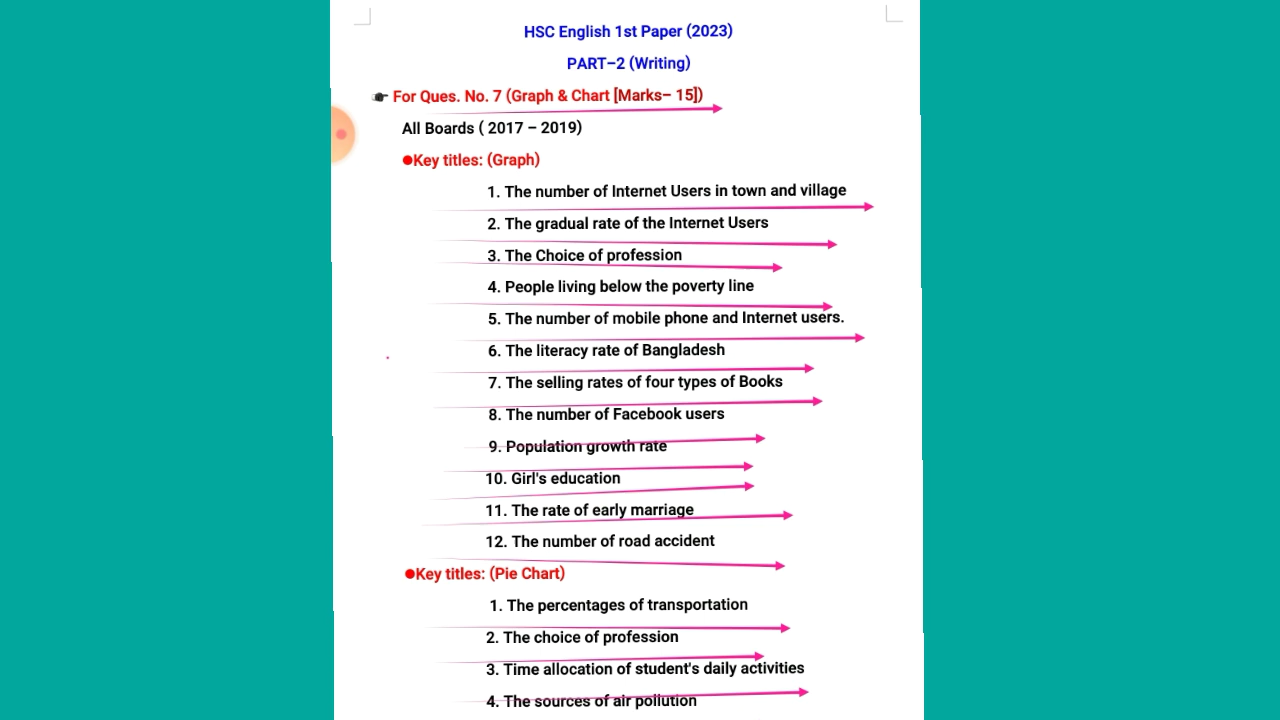 HSC English 1st Paper (2023)
PART–2 (Writing)
☛ For Ques. No. 7 (Graph & Chart [Marks– 15])
All Boards ( 2017 – 2019)
●Key titles: (Graph)
1. The number of Internet Users in town and village
2. The gradual rate of the Internet Users
3. The Choice of profession
4. People living below the poverty line
5. The number of mobile phone and Internet users.
6. The literacy rate of Bangladesh
7. The selling rates of four types of Books
8. The number of Facebook users
9. Population growth rate
10. Girl's education
11. The rate of early marriage
12. The number of road accident
●Key titles: (Pie Chart)
1. The percentages of transportation
2. The choice of profession
3. Time allocation of student's daily activities
4. The sources of air pollution